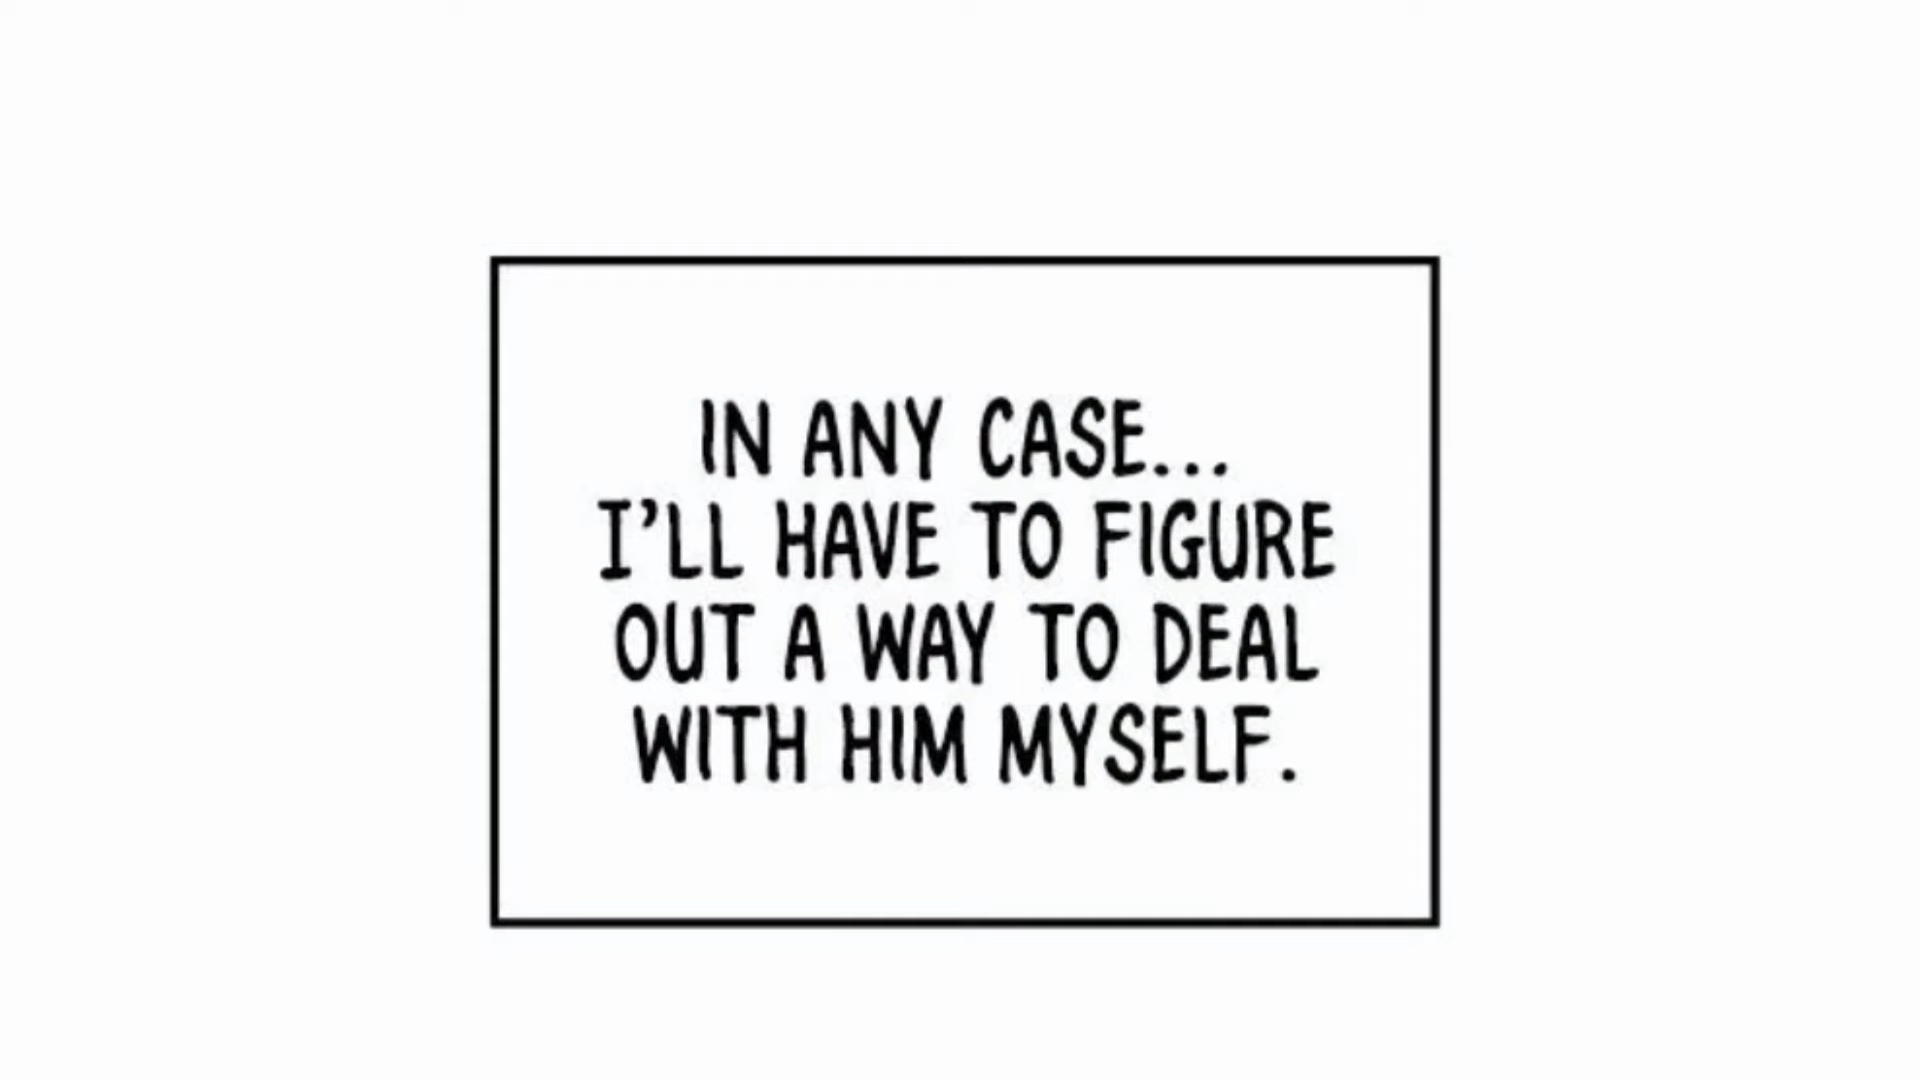 IN ANY CASE...
I'LL HAVE TO FIGURE
OUT A WAY TO DEAL
WITH HIM MYSELF.